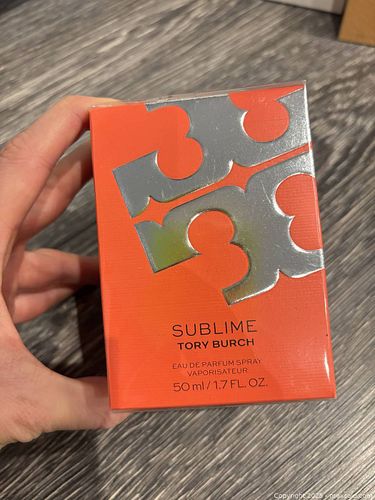 SUBLIME
TORY BURCH
EAU DE PARFUM SPRAY
VAPORISATEUR
50 ml / 1.7 FL. OZ.